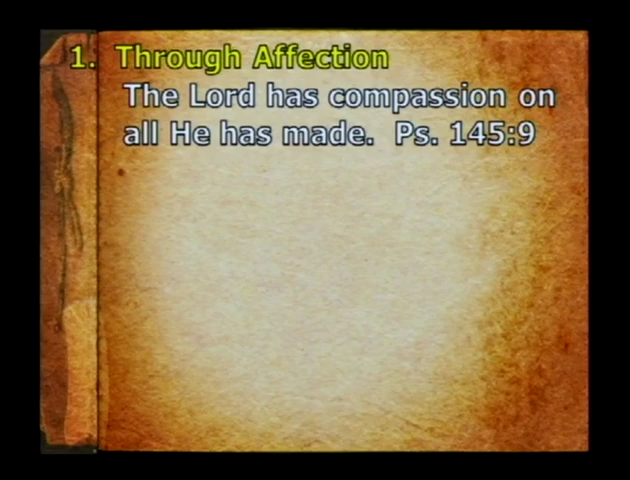 1. Through Affection
The Lord has compassion on
all He has made. Ps. 145:9